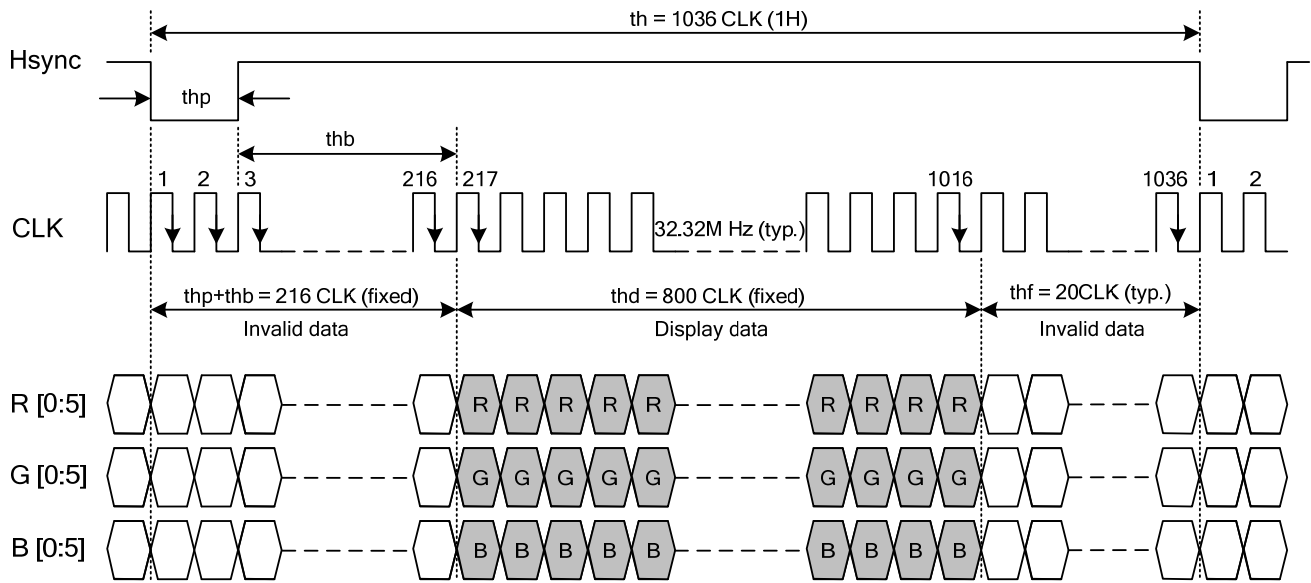 th = 1036 CLK (1H)
Hsync
thp
thb
1 2 3 216 217 1016 1036 1 2
CLK
32.32M Hz (typ.)
thp+thb = 216 CLK (fixed) thd = 800 CLK (fixed) thf = 20CLK (typ.)
Invalid data Display data Invalid data
R [0:5] R R R R R R R R R
G [0:5] G G G G G G G G G
B [0:5] B B B B B B B B B